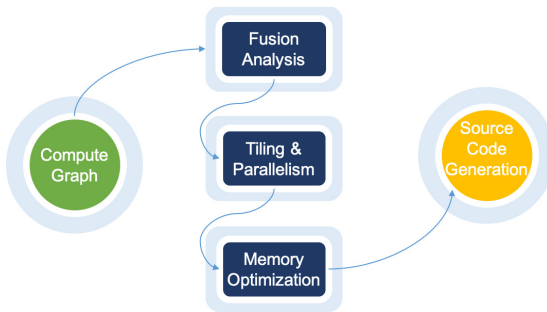 Compute
Graph
Fusion
Analysis
Tiling &
Parallelism
Memory
Optimization
Source
Code
Generation